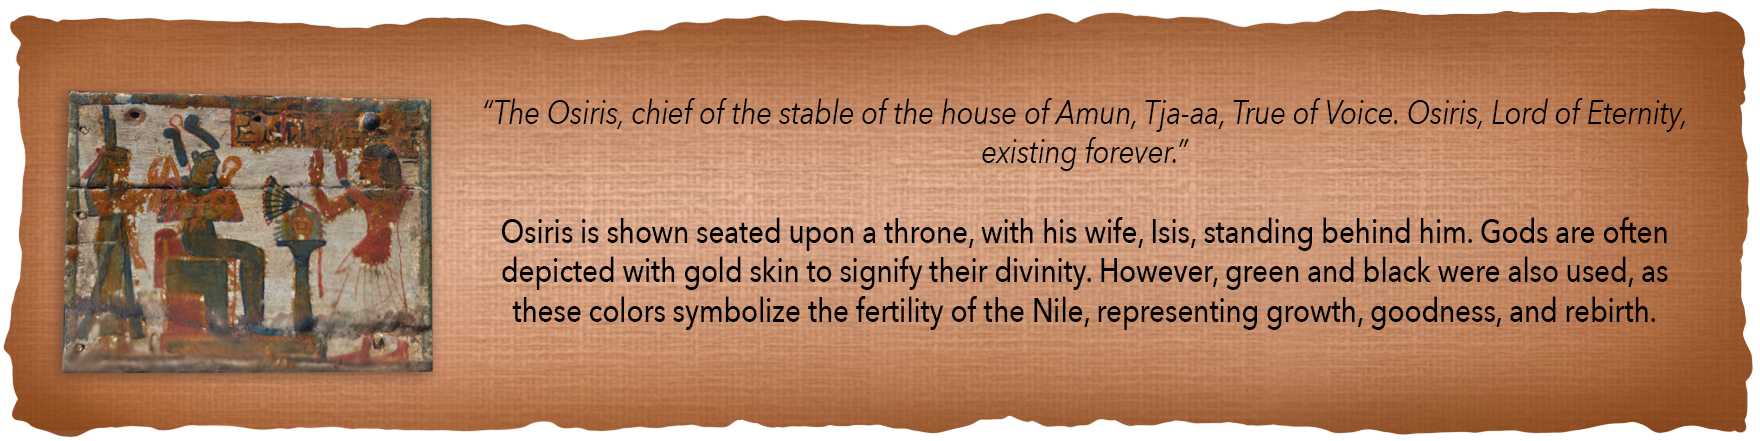 “The Osiris, chief of the stable of the house of Amun, Tja-aa, True of Voice. Osiris, Lord of Eternity,
existing forever.”
Osiris is shown seated upon a throne, with his wife, Isis, standing behind him. Gods are often
depicted with gold skin to signify their divinity. However, green and black were also used, as
these colors symbolize the fertility of the Nile, representing growth, goodness, and rebirth.